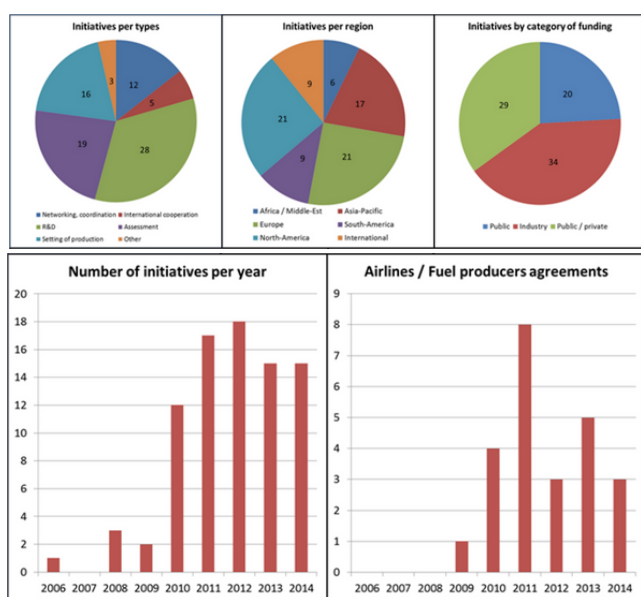 Initiatives per types
3
12
5
16
19
28
Networking, coordination International cooperation
R&D Assessment
Setting of production Other
Initiatives per region
9
6
17
21
9
21
Africa / Middle-Est Asia-Pacific
Europe South-America
North-America International
Initiatives by category of funding
29
20
34
Public Industry Public / private
Number of initiatives per year
20
18
16
14
12
10
8
6
4
2
0
2006 2007 2008 2009 2010 2011 2012 2013 2014
Airlines / Fuel producers agreements
9
8
7
6
5
4
3
2
1
0
2006 2007 2008 2009 2010 2011 2012 2013 2014